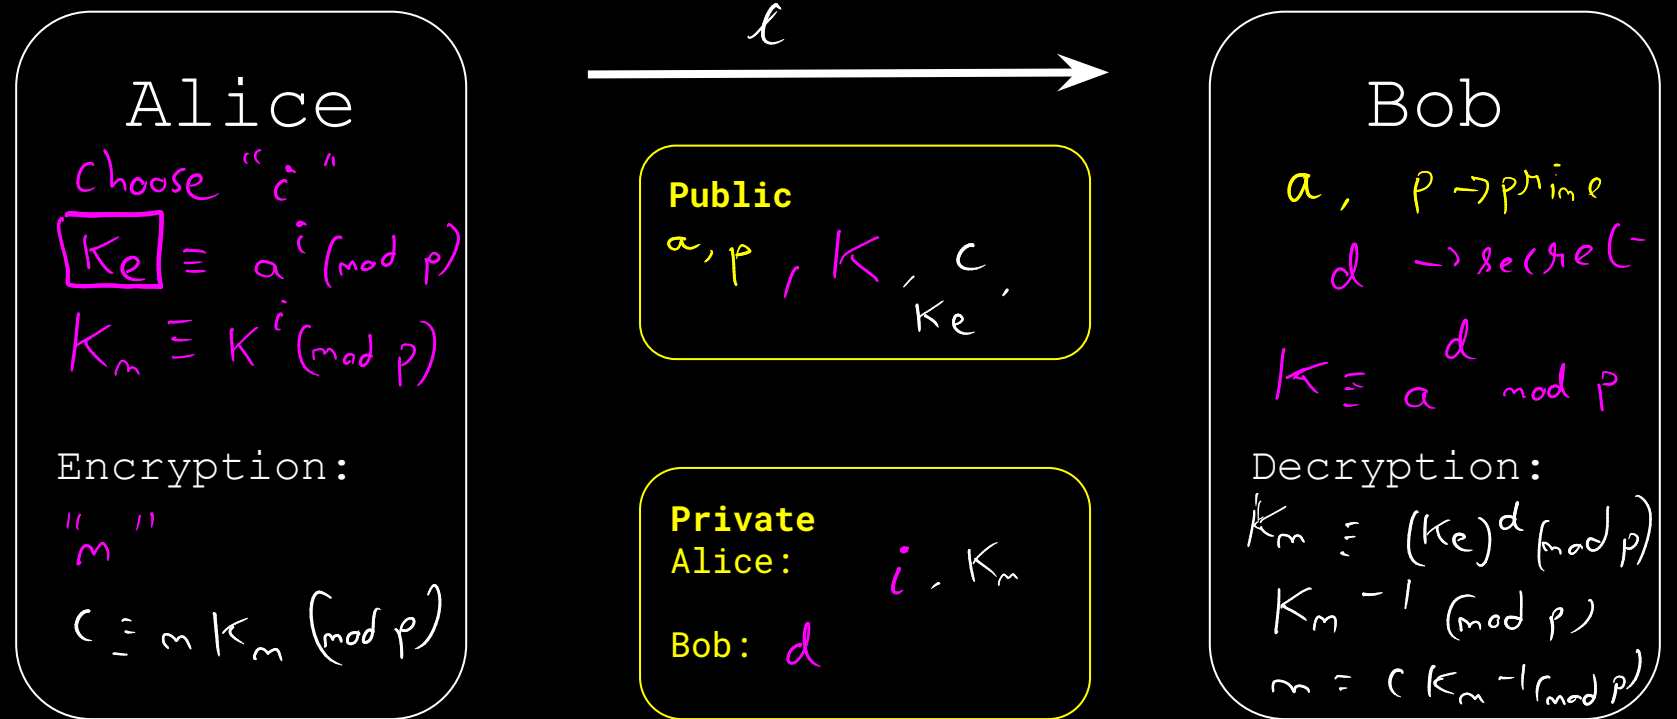 ℓ
Alice
choose "i"
Ke ≡ a^i (mod p)
Km ≡ K^i (mod p)
Encryption:
"m"
C ≡ m Km (mod p)
Public
a, p, K, C,
Ke
Private
Alice: i, Km
Bob: d
Bob
a, p → prime
d → secret
K ≡ a^d mod p
Decryption:
Km ≡ (Ke)^d (mod p)
Km^-1 (mod p)
m ≡ C Km^-1 (mod p)